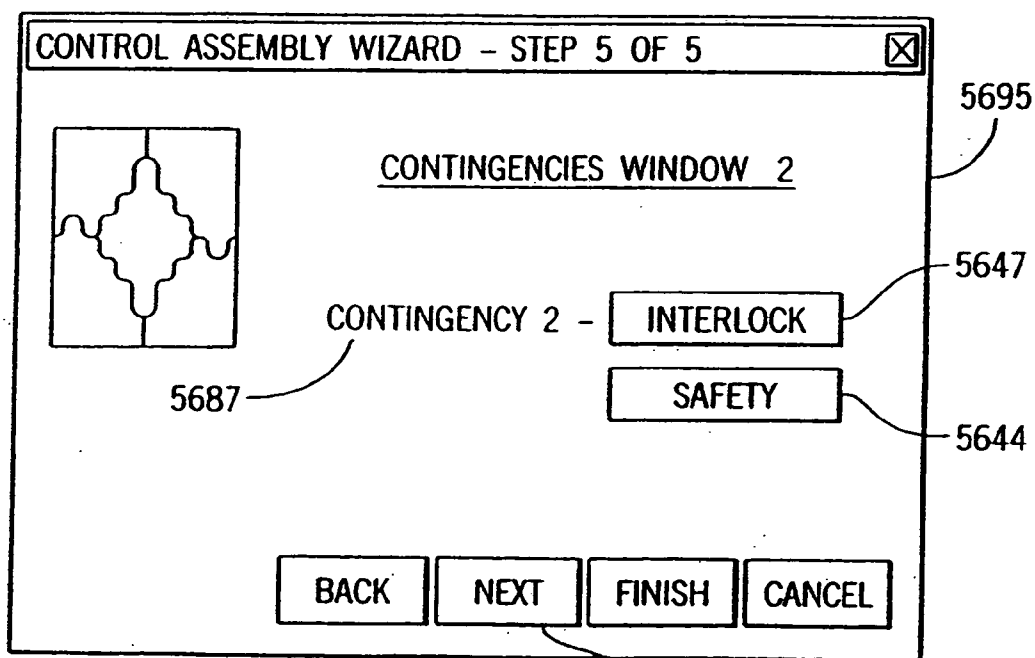 CONTROL ASSEMBLY WIZARD - STEP 5 OF 5
5695
CONTINGENCIES WINDOW 2
5647
CONTINGENCY 2 - INTERLOCK
5687
SAFETY
5644
BACK NEXT FINISH CANCEL